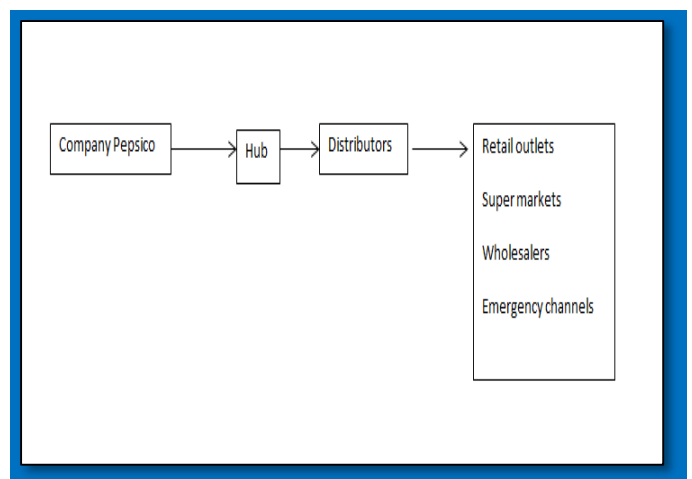 Company Pepsico
Hub
Distributors
Retail outlets
Super markets
Wholesalers
Emergency channels